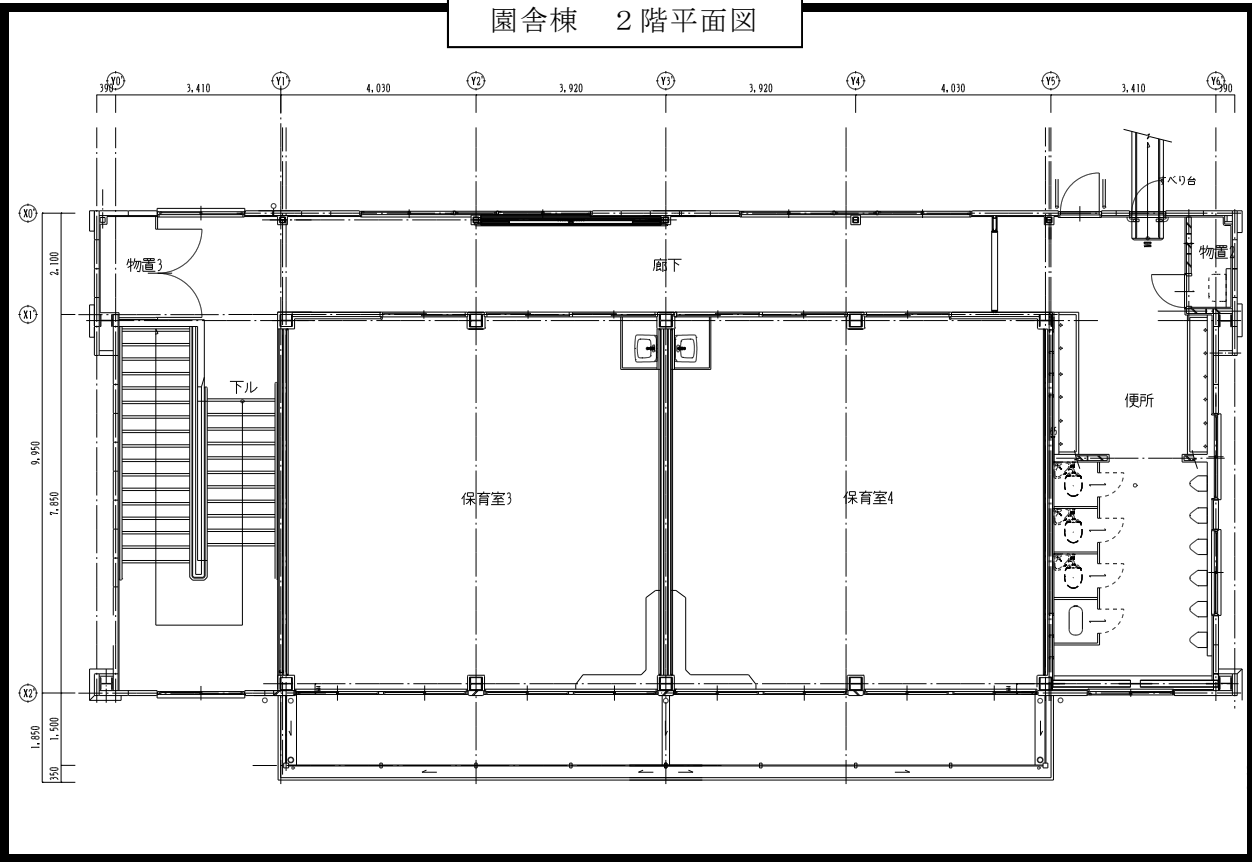 園舎棟　２階平面図
Y0' Y1' Y2' Y3' Y4' Y5' Y6'
390 3,410 4,030 3,920 3,920 4,030 3,410 390
すべり台
X0'
物置3
廊下
物置2
2,100
X1'
下ル
便所
9,950
7,850
保育室3
保育室4
X2'
1,850
1,500
350